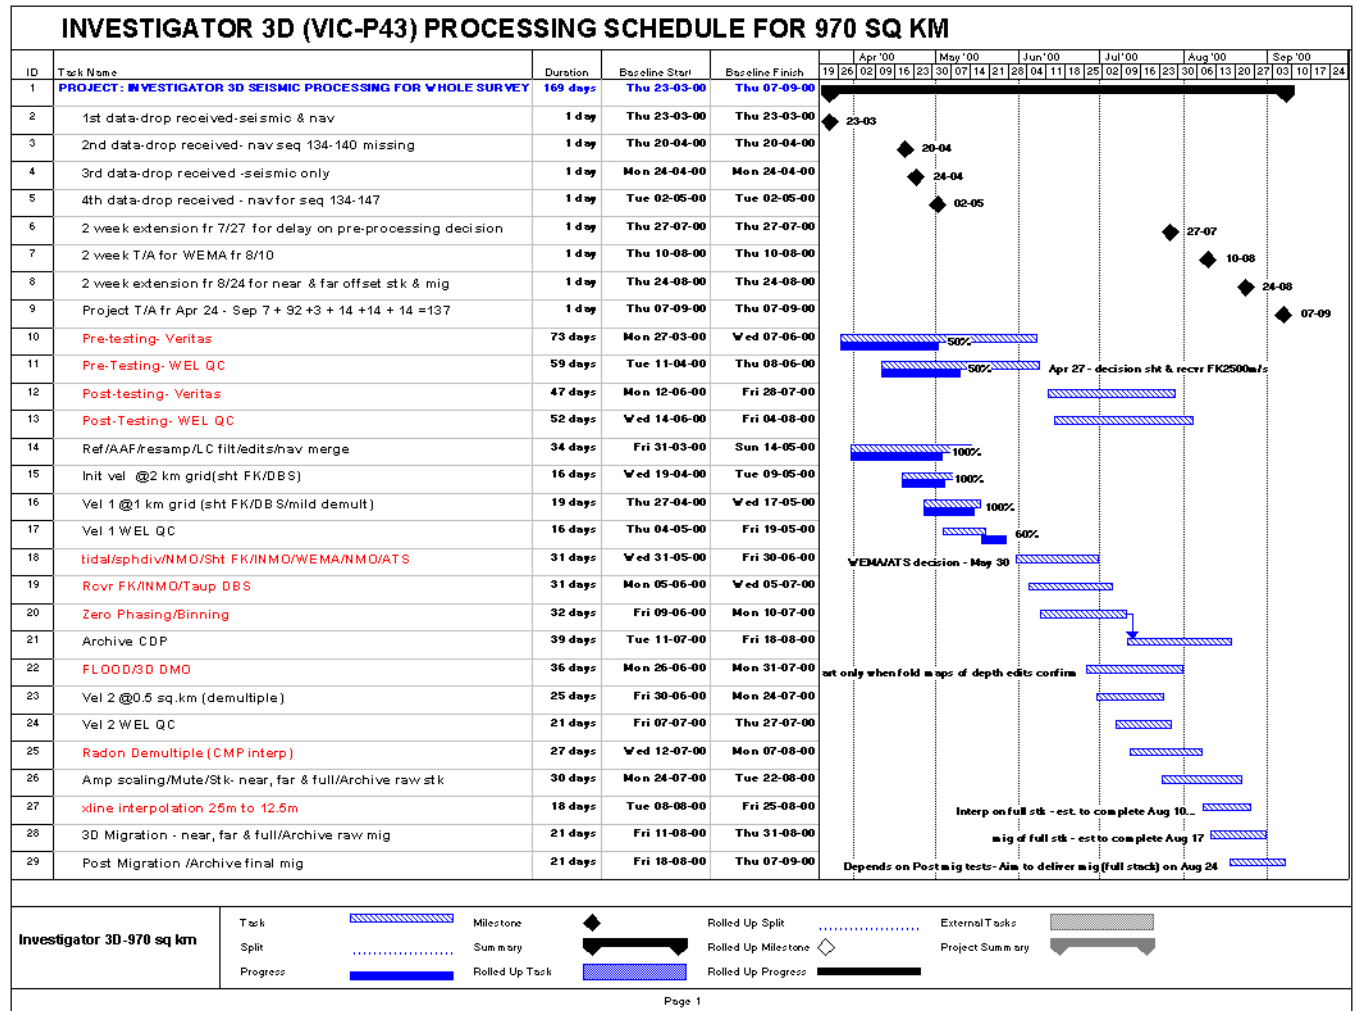 INVESTIGATOR 3D (VIC-P43) PROCESSING SCHEDULE FOR 970 SQ KM
Apr '00 May '00 Jun '00 Jul '00 Aug '00 Sep '00
ID Task Name Duration Baseline Start Baseline Finish 19 26 02 09 16 23 30 07 14 21 28 04 11 18 25 02 09 16 23 30 06 13 20 27 03 10 17 24
1 PROJECT: INVESTIGATOR 3D SEISMIC PROCESSING FOR WHOLE SURVEY 169 days Thu 23-03-00 Thu 07-09-00
2 1st data-drop received-seismic & nav 1 day Thu 23-03-00 Thu 23-03-00 23-03
3 2nd data-drop received- nav seq 134-140 missing 1 day Thu 20-04-00 Thu 20-04-00 20-04
4 3rd data-drop received -seismic only 1 day Mon 24-04-00 Mon 24-04-00 24-04
5 4th data-drop received - nav for seq 134-147 1 day Tue 02-05-00 Tue 02-05-00 02-05
6 2 week extension fr 7/27 for delay on pre-processing decision 1 day Thu 27-07-00 Thu 27-07-00 27-07
7 2 week T/A for WEMA fr 8/10 1 day Thu 10-08-00 Thu 10-08-00 10-08
8 2 week extension fr 8/24 for near & far offset stk & mig 1 day Thu 24-08-00 Thu 24-08-00 24-08
9 Project T/A fr Apr 24 - Sep 7 + 92 +3 + 14 +14 + 14 =137 1 day Thu 07-09-00 Thu 07-09-00 07-09
10 Pre-testing- Veritas 73 days Mon 27-03-00 Wed 07-06-00 50%
11 Pre-Testing- WEL QC 59 days Tue 11-04-00 Thu 08-06-00 50% Apr 27 - decision sht & recvr FK2500m/s
12 Post-testing- Veritas 47 days Mon 12-06-00 Fri 28-07-00
13 Post-Testing- WEL QC 52 days Wed 14-06-00 Fri 04-08-00
14 Ref/AAF/resamp/LC filt/edits/nav merge 34 days Fri 31-03-00 Sun 14-05-00 100%
15 Init vel @2 km grid(sht FK/DBS) 16 days Wed 19-04-00 Tue 09-05-00 100%
16 Vel 1 @1 km grid (sht FK/DBS/mild demult) 19 days Thu 27-04-00 Wed 17-05-00 100%
17 Vel 1 WEL QC 16 days Thu 04-05-00 Fri 19-05-00 60%
18 tidal/sphdiv/NMO/Sht FK/INMO/WEMA/NMO/ATS 31 days Wed 31-05-00 Fri 30-06-00 WEMA/ATS decision - May 30
19 Rcvr FK/INMO/Taup DBS 31 days Mon 05-06-00 Wed 05-07-00
20 Zero Phasing/Binning 32 days Fri 09-06-00 Mon 10-07-00
21 Archive CDP 39 days Tue 11-07-00 Fri 18-08-00
22 FLOOD/3D DMO 36 days Mon 26-06-00 Mon 31-07-00 art only when fold maps of depth edits confirm
23 Vel 2 @0.5 sq.km (demultiple) 25 days Fri 30-06-00 Mon 24-07-00
24 Vel 2 WEL QC 21 days Fri 07-07-00 Thu 27-07-00
25 Radon Demultiple (CMP interp) 27 days Wed 12-07-00 Mon 07-08-00
26 Amp scaling/Mute/Stk- near, far & full/Archive raw stk 30 days Mon 24-07-00 Tue 22-08-00
27 xline interpolation 25m to 12.5m 18 days Tue 08-08-00 Fri 25-08-00 Interp on full stk - est. to complete Aug 10...
28 3D Migration - near, far & full/Archive raw mig 21 days Fri 11-08-00 Thu 31-08-00 mig of full stk - est to complete Aug 17
29 Post Migration /Archive final mig 21 days Fri 18-08-00 Thu 07-09-00 Depends on Post mig tests- Aim to deliver mig (full stack) on Aug 24
Investigator 3D-970 sq km
Task Milestone Rolled Up Split External Tasks
Split Summary Rolled Up Milestone Project Summary
Progress Rolled Up Task Rolled Up Progress
Page 1